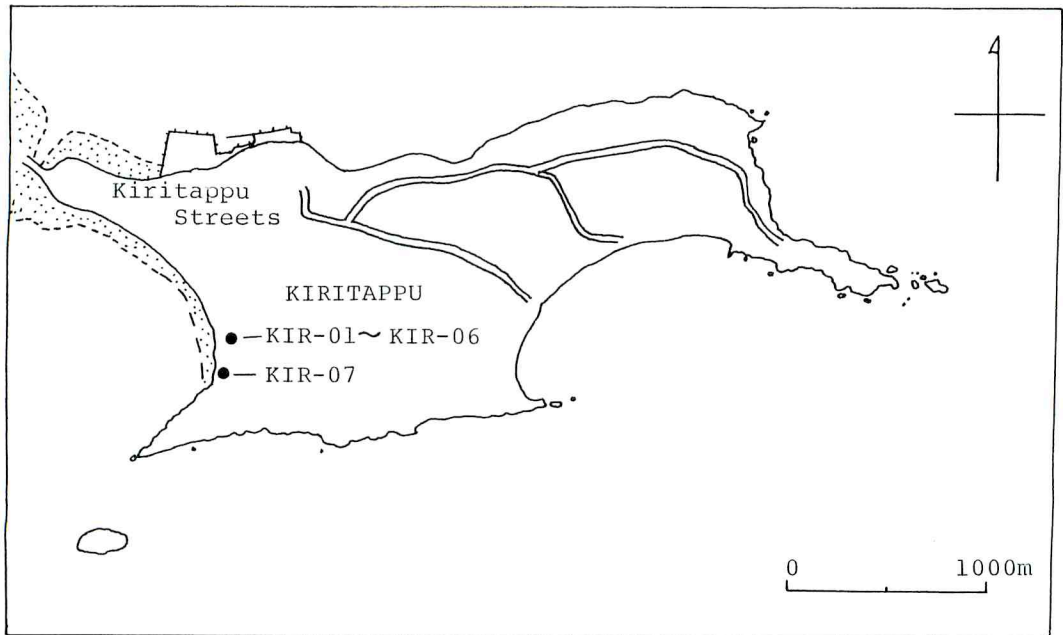 Kiritappu
Streets
KIRITAPPU
KIR-01～ KIR-06
KIR-07
0 1000m